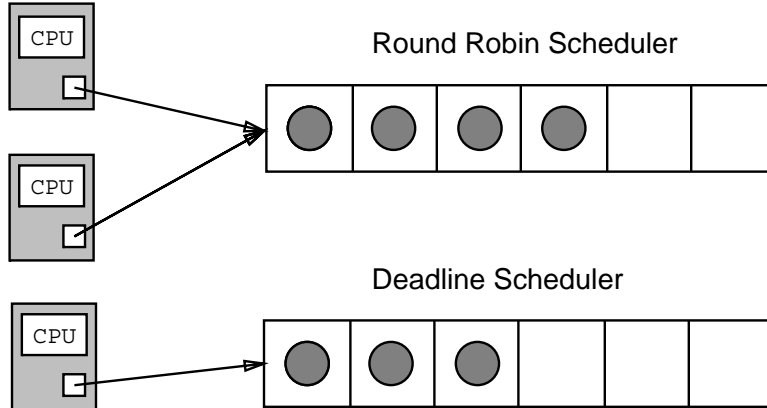 CPU
Round Robin Scheduler
CPU
Deadline Scheduler
CPU